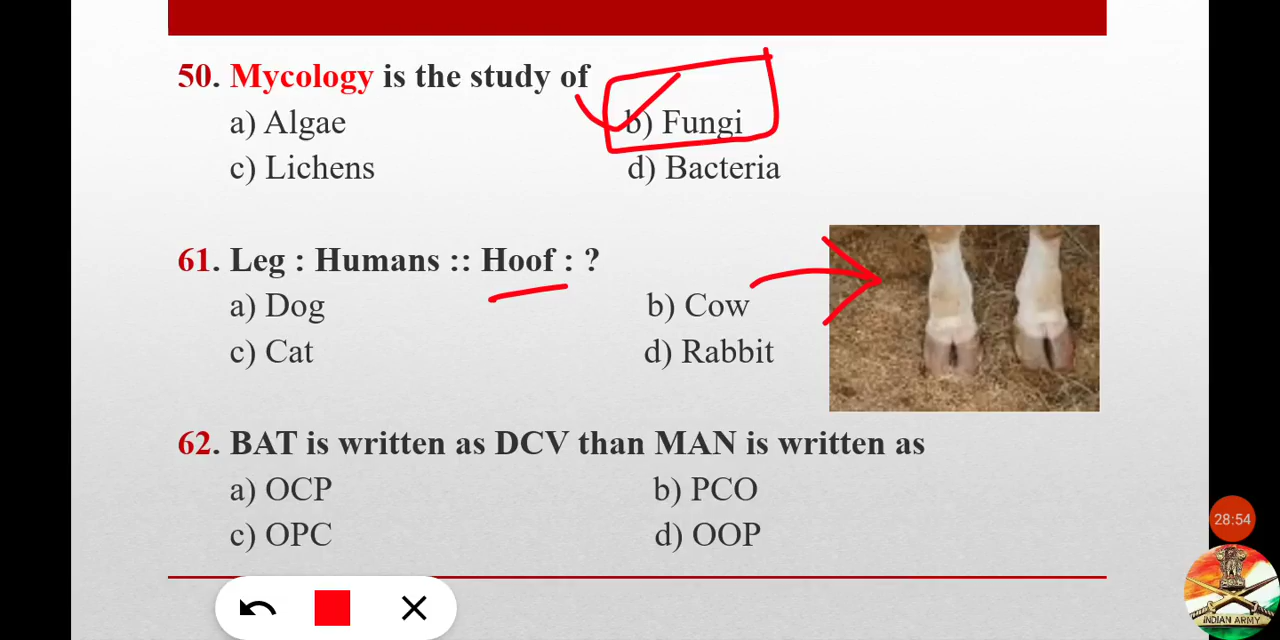 50. Mycology is the study of
a) Algae b) Fungi
c) Lichens d) Bacteria
61. Leg : Humans :: Hoof : ?
a) Dog b) Cow
c) Cat d) Rabbit
62. BAT is written as DCV than MAN is written as
a) OCP b) PCO
c) OPC d) OOP
28:54
INDIAN ARMY